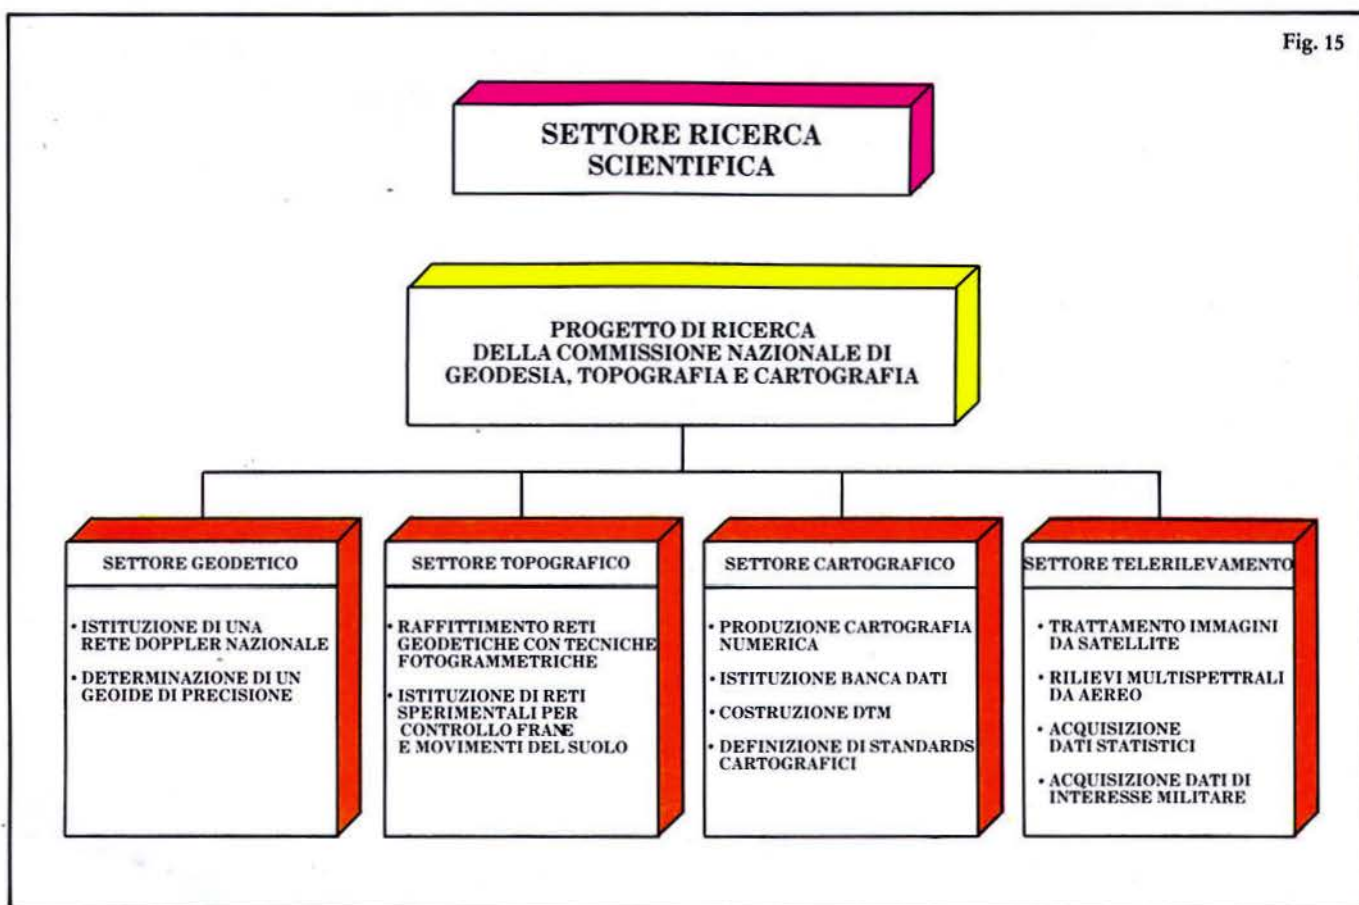 Fig. 15
SETTORE RICERCA
SCIENTIFICA
PROGETTO DI RICERCA
DELLA COMMISSIONE NAZIONALE DI
GEODESIA, TOPOGRAFIA E CARTOGRAFIA
SETTORE GEODETICO
• ISTITUZIONE DI UNA
RETE DOPPLER NAZIONALE
• DETERMINAZIONE DI UN
GEOIDE DI PRECISIONE
SETTORE TOPOGRAFICO
• RAFFITTIMENTO RETI
GEODETICHE CON TECNICHE
FOTOGRAMMETRICHE
• ISTITUZIONE DI RETI
SPERIMENTALI PER
CONTROLLO FRANE
E MOVIMENTI DEL SUOLO
SETTORE CARTOGRAFICO
• PRODUZIONE CARTOGRAFIA
NUMERICA
• ISTITUZIONE BANCA DATI
• COSTRUZIONE DTM
• DEFINIZIONE DI STANDARDS
CARTOGRAFICI
SETTORE TELERILEVAMENTO
• TRATTAMENTO IMMAGINI
DA SATELLITE
• RILIEVI MULTISPETTRALI
DA AEREO
• ACQUISIZIONE
DATI STATISTICI
• ACQUISIZIONE DATI DI
INTERESSE MILITARE